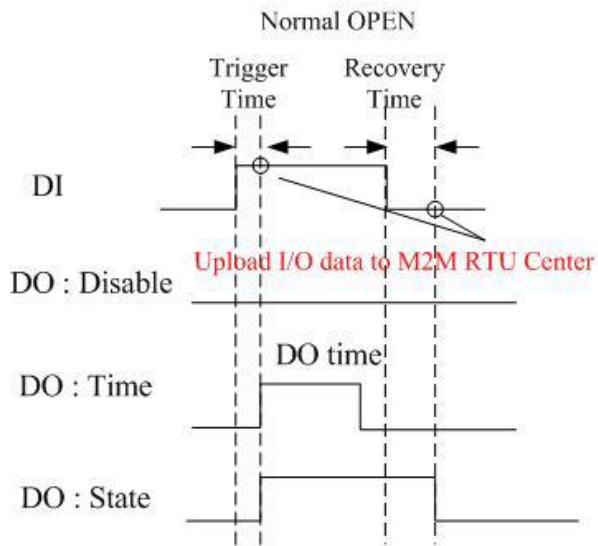 Normal OPEN
Trigger Time
Recovery Time
DI
Upload I/O data to M2M RTU Center
DO : Disable
DO time
DO : Time
DO : State